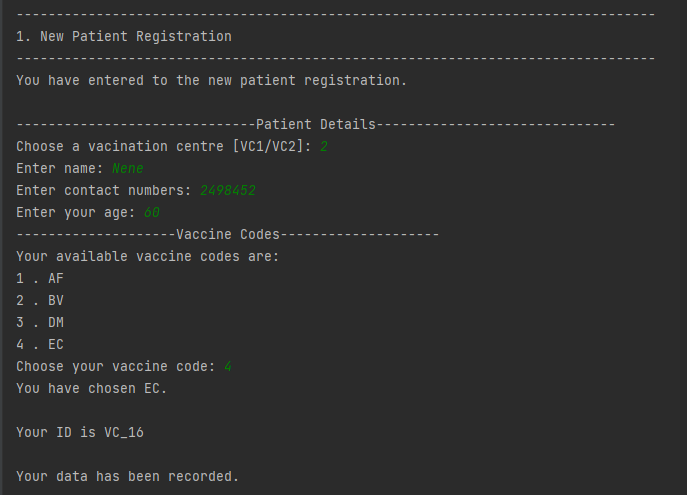 --------------------------------------------------------------------------------
1. New Patient Registration
--------------------------------------------------------------------------------
You have entered to the new patient registration.
------------------------------Patient Details------------------------------
Choose a vacination centre [VC1/VC2]: 2
Enter name: Nene
Enter contact numbers: 2498452
Enter your age: 60
--------------------Vaccine Codes--------------------
Your available vaccine codes are:
1 . AF
2 . BV
3 . DM
4 . EC
Choose your vaccine code: 4
You have chosen EC.
Your ID is VC_16
Your data has been recorded.